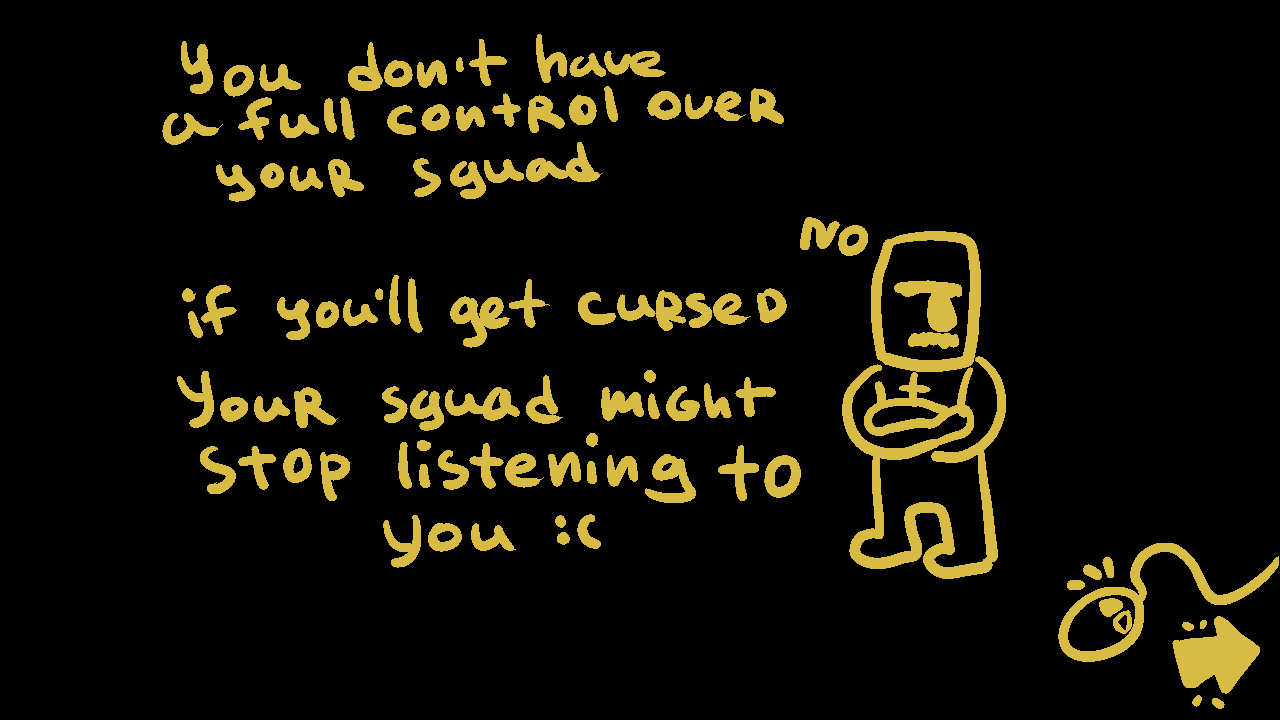 You don't have
a full control over
your squad
NO
if you'll get cursed
your squad might
stop listening to
you :c